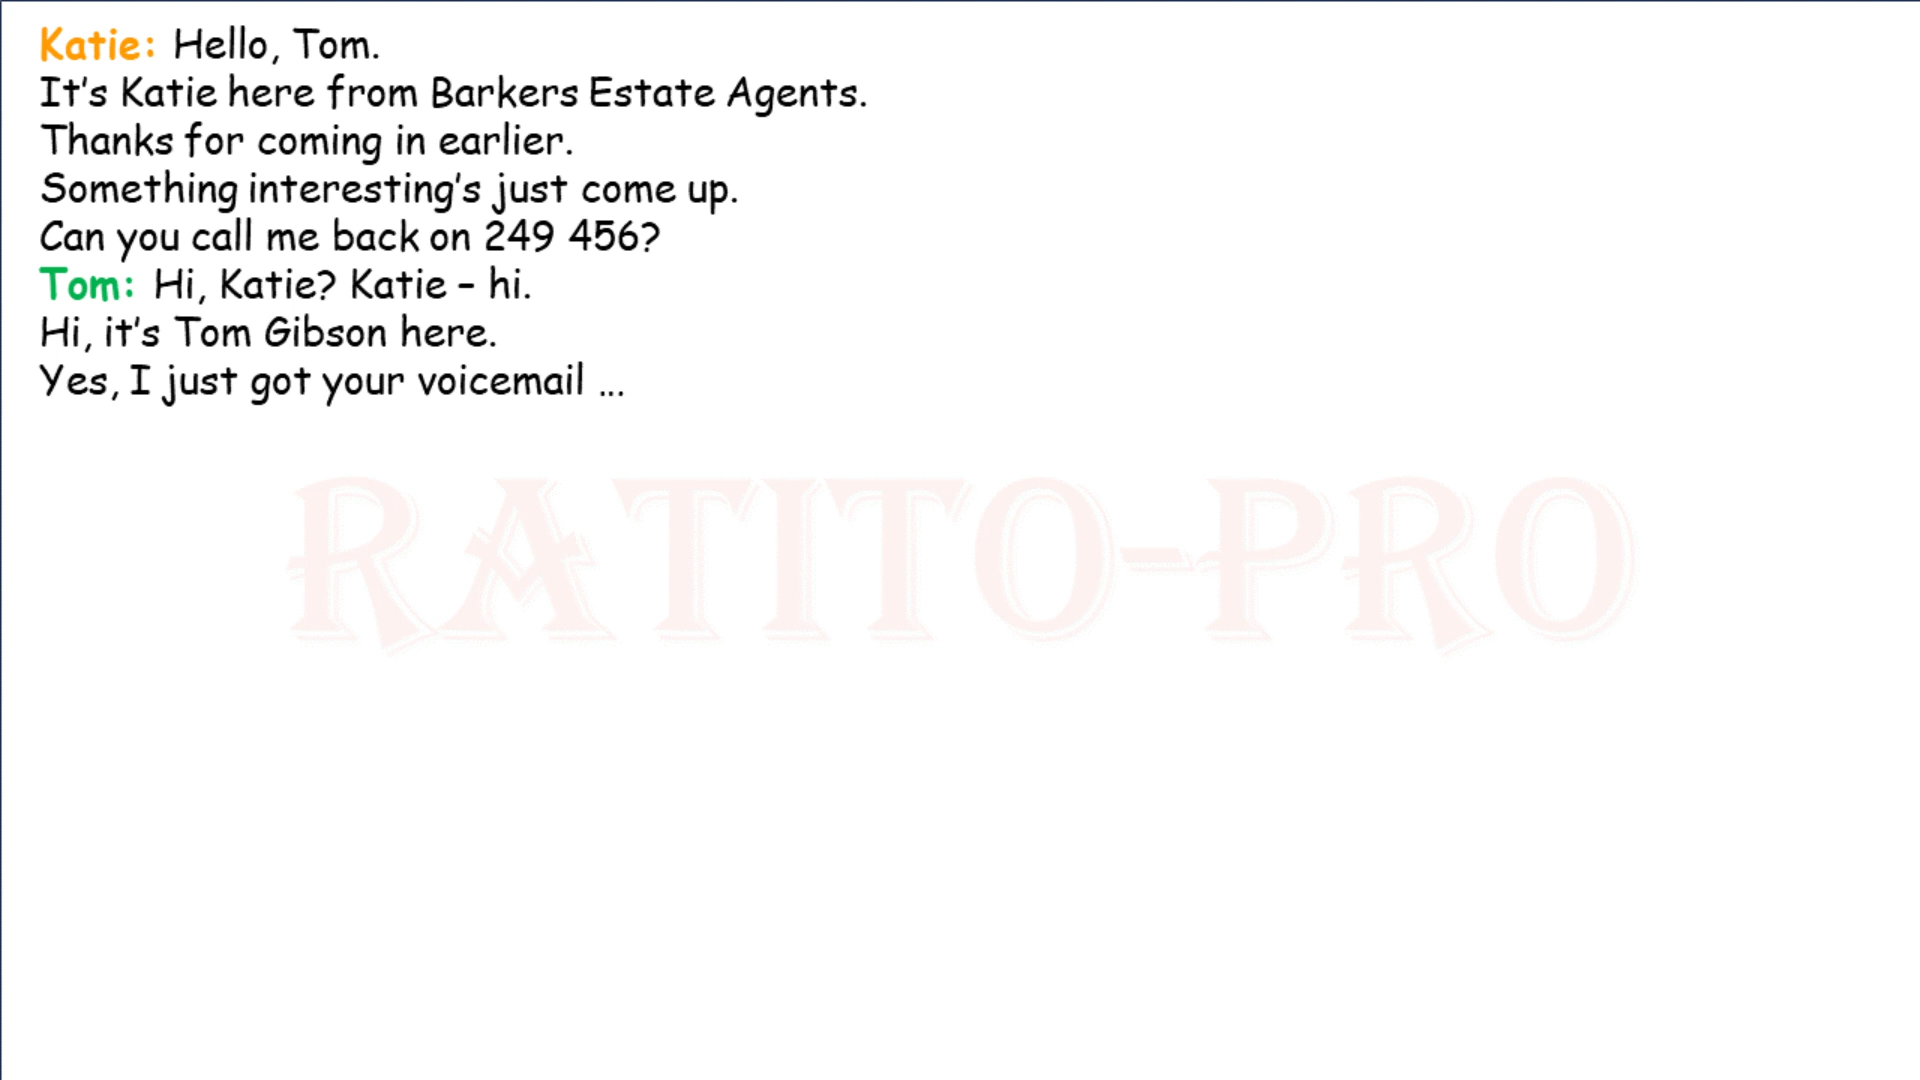 Katie: Hello, Tom.
It's Katie here from Barkers Estate Agents.
Thanks for coming in earlier.
Something interesting's just come up.
Can you call me back on 249 456?
Tom: Hi, Katie? Katie – hi.
Hi, it's Tom Gibson here.
Yes, I just got your voicemail ...
RATITO-PRO